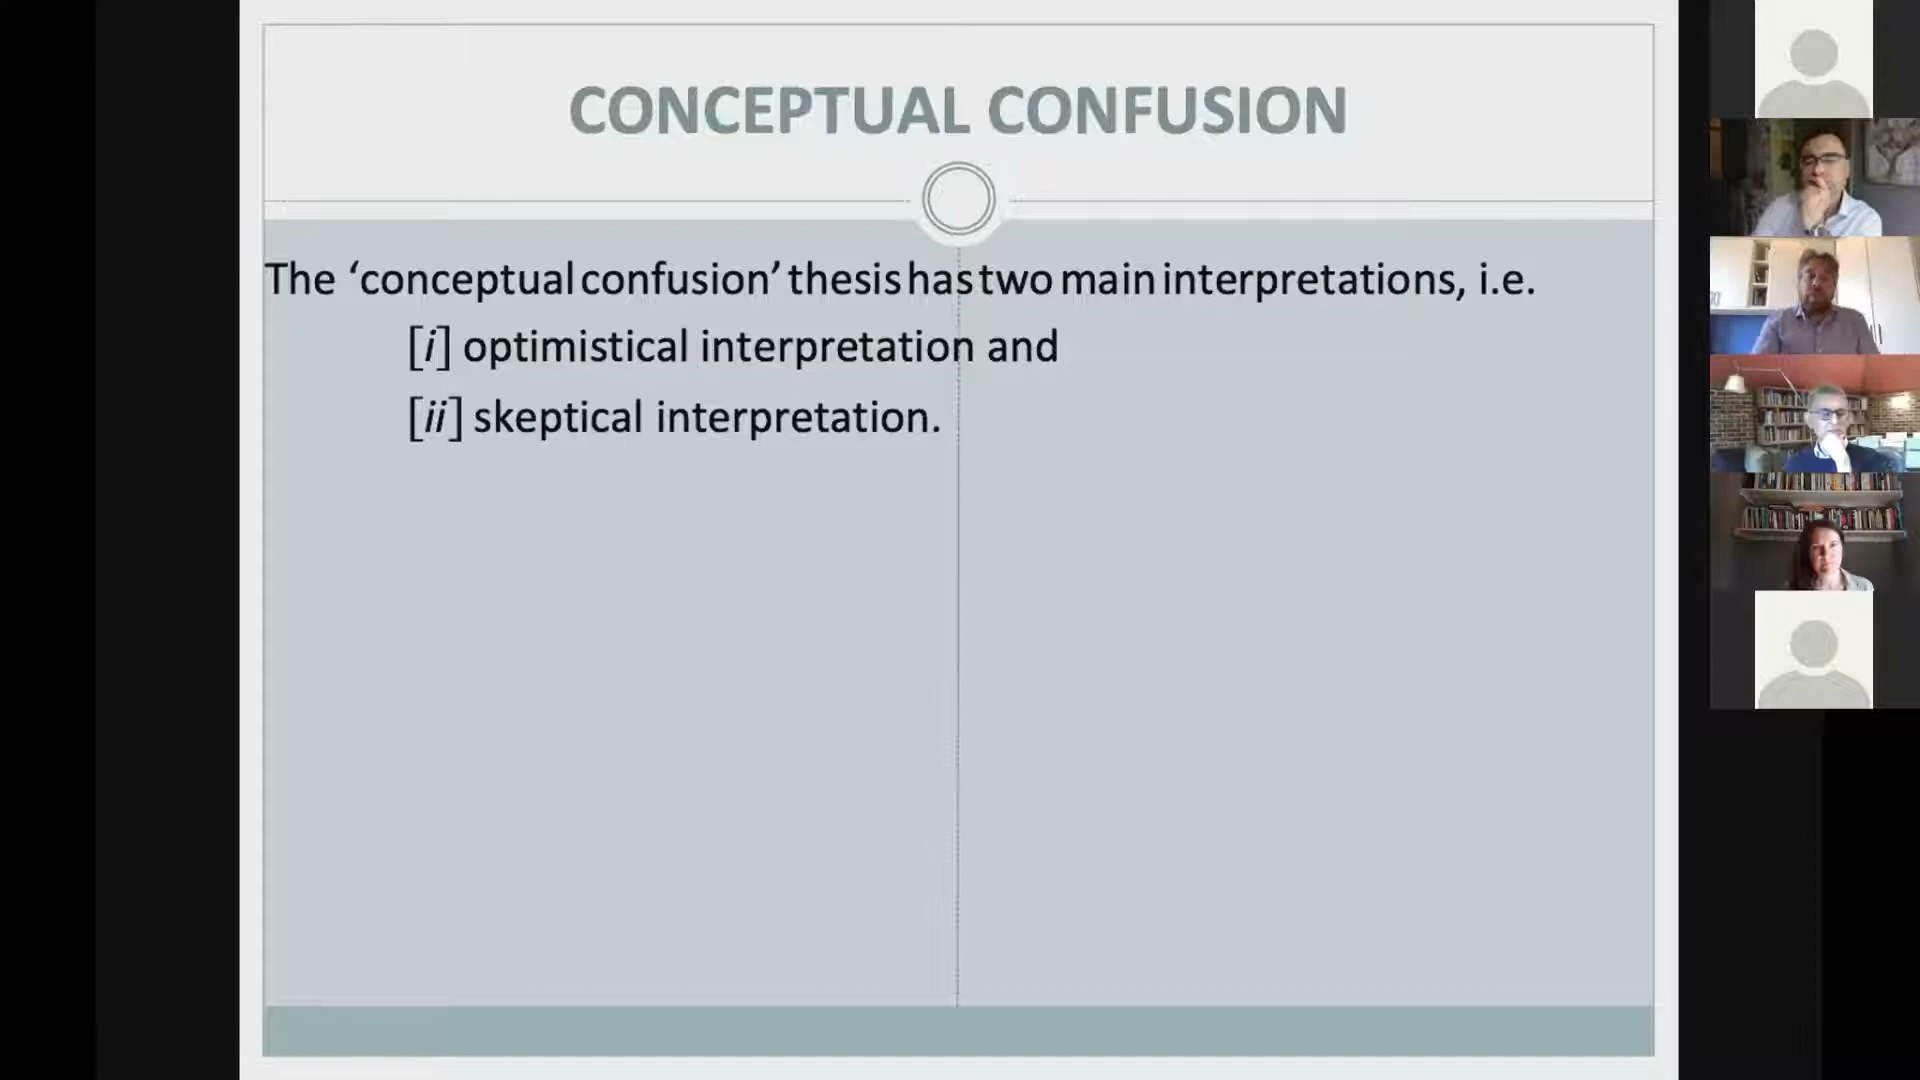 CONCEPTUAL CONFUSION
The ‘conceptual confusion’ thesis has two main interpretations, i.e.
[i] optimistical interpretation and
[ii] skeptical interpretation.